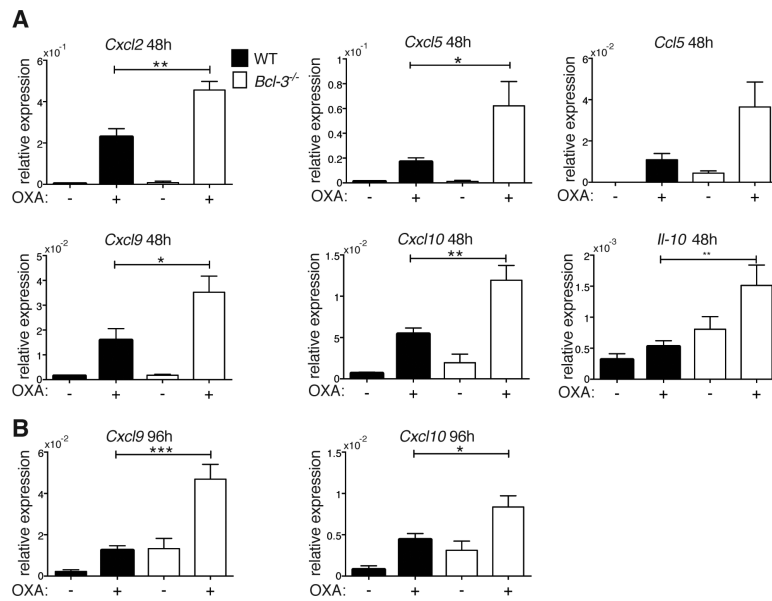 A
Cxcl2 48h
x10-1
relative expression
6
4
2
0
OXA: - + - +
**
WT
Bcl-3-/-
Cxcl5 48h
x10-1
relative expression
1
0.8
0.6
0.4
0.2
0
OXA: - + - +
*
Ccl5 48h
x10-2
relative expression
6
4
2
0
OXA: - + - +
Cxcl9 48h
x10-2
relative expression
5
4
3
2
1
0
OXA: - + - +
*
Cxcl10 48h
x10-2
relative expression
15
10
5
0
OXA: - + - +
**
Il-10 48h
x10-3
relative expression
2
1.5
1
0.5
0
OXA: - + - +
**
B
Cxcl9 96h
x10-2
relative expression
6
4
2
0
OXA: - + - +
***
Cxcl10 96h
x10-2
relative expression
1.5
1
0.5
0
OXA: - + - +
*